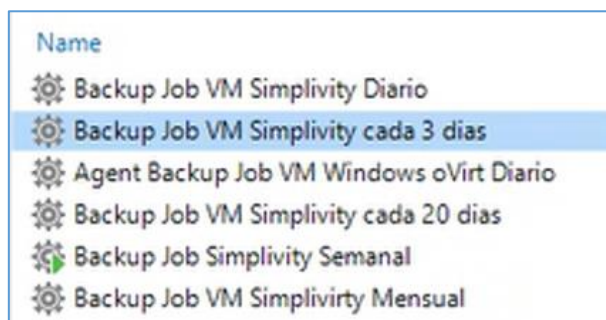 Name
Backup Job VM Simplivity Diario
Backup Job VM Simplivity cada 3 dias
Agent Backup Job VM Windows oVirt Diario
Backup Job VM Simplivity cada 20 dias
Backup Job Simplivity Semanal
Backup Job VM Simplivirty Mensual